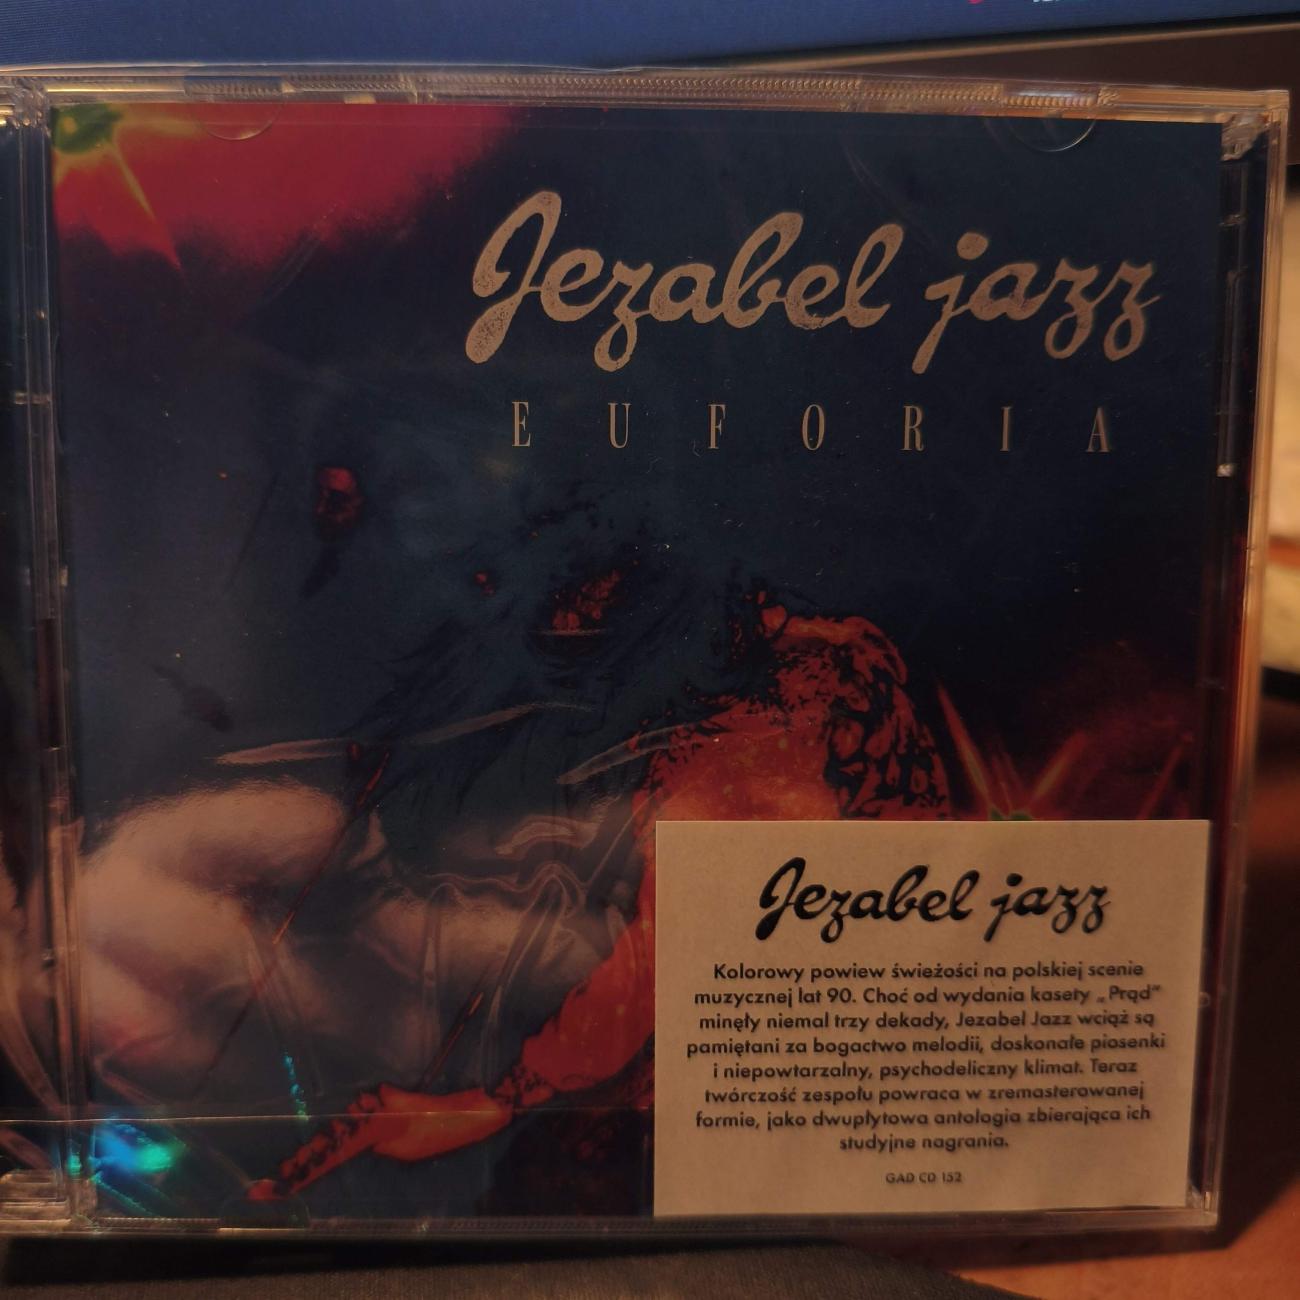 Jezabel jazz
EUFORIA
Jezabel jazz
Kolorowy powiew świeżości na polskiej scenie
muzycznej lat 90. Choć od wydania kasety „Prąd”
minęły niemal trzy dekady, Jezabel Jazz wciąż są
pamiętani za bogactwo melodii, doskonałe piosenki
i niepowtarzalny, psychodeliczny klimat. Teraz
twórczość zespołu powraca w zremasterowanej
formie, jako dwupłytowa antologia zbierająca ich
studyjne nagrania.
GAD CD 152